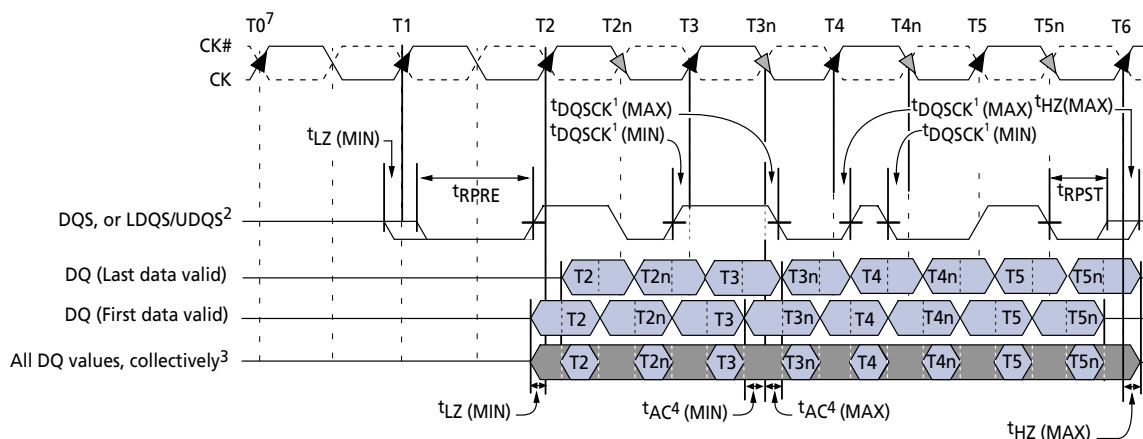 T0⁷ T1 T2 T2n T3 T3n T4 T4n T5 T5n T6
CK#
CK
tDQSCK¹ (MAX) tDQSCK¹ (MAX) tHZ(MAX)
tDQSCK¹ (MIN) tDQSCK¹ (MIN)
tLZ (MIN)
tRPRE tRPST
DQS, or LDQS/UDQS²
DQ (Last data valid) T2 T2n T3 T3n T4 T4n T5 T5n
DQ (First data valid) T2 T2n T3 T3n T4 T4n T5 T5n
All DQ values, collectively³ T2 T2n T3 T3n T4 T4n T5 T5n
tLZ (MIN) tAC⁴ (MIN) tAC⁴ (MAX) tHZ (MAX)